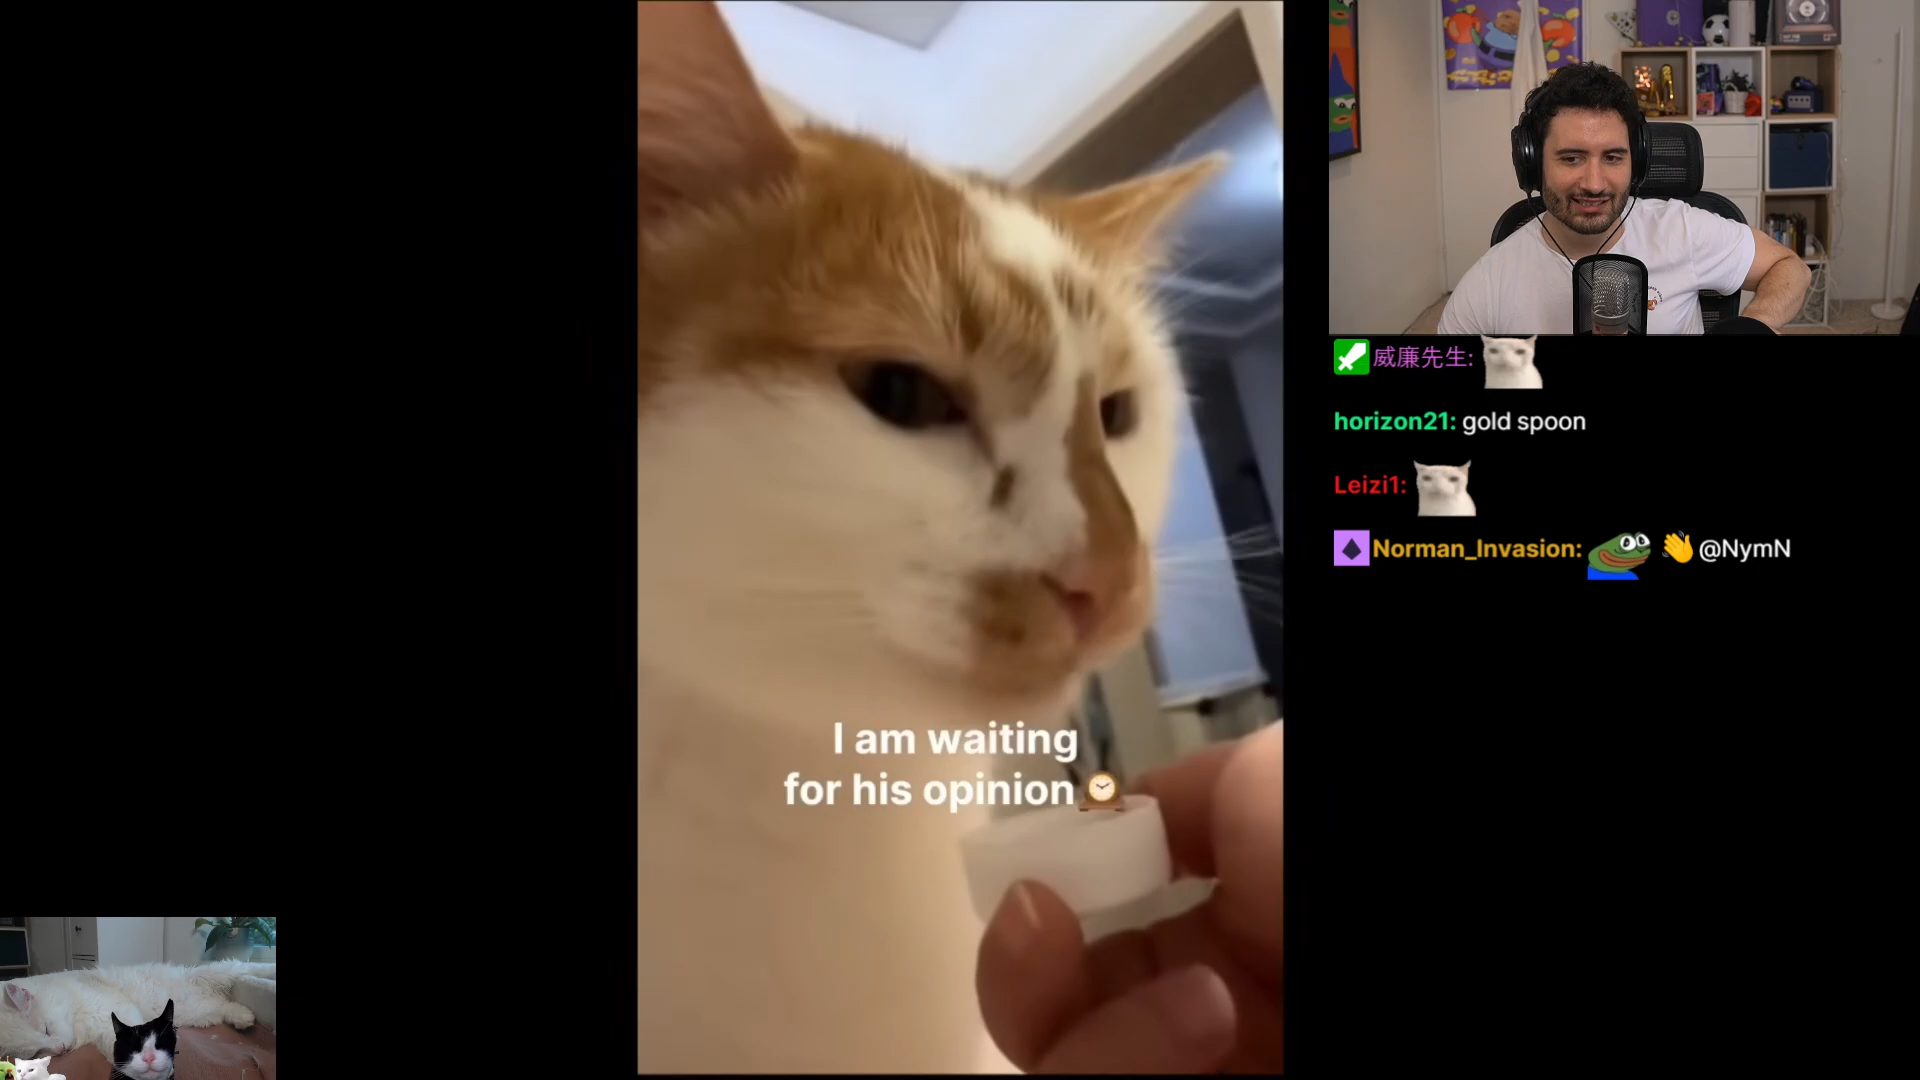 I am waiting
for his opinion🕰️
威廉先生:
horizon21: gold spoon
Leizi1:
Norman_Invasion: 👋 @NymN